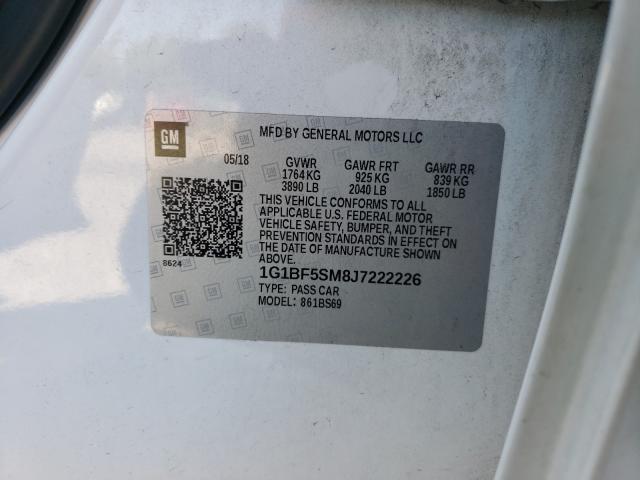 GM
MFD BY GENERAL MOTORS LLC
05/18 GVWR GAWR FRT GAWR RR
1764 KG 925 KG 839 KG
3890 LB 2040 LB 1850 LB
THIS VEHICLE CONFORMS TO ALL
APPLICABLE U.S. FEDERAL MOTOR
VEHICLE SAFETY, BUMPER, AND THEFT
PREVENTION STANDARDS IN EFFECT ON
THE DATE OF MANUFACTURE SHOWN
ABOVE.
8624
1G1BF5SM8J7222226
TYPE: PASS CAR
MODEL: 861BS69